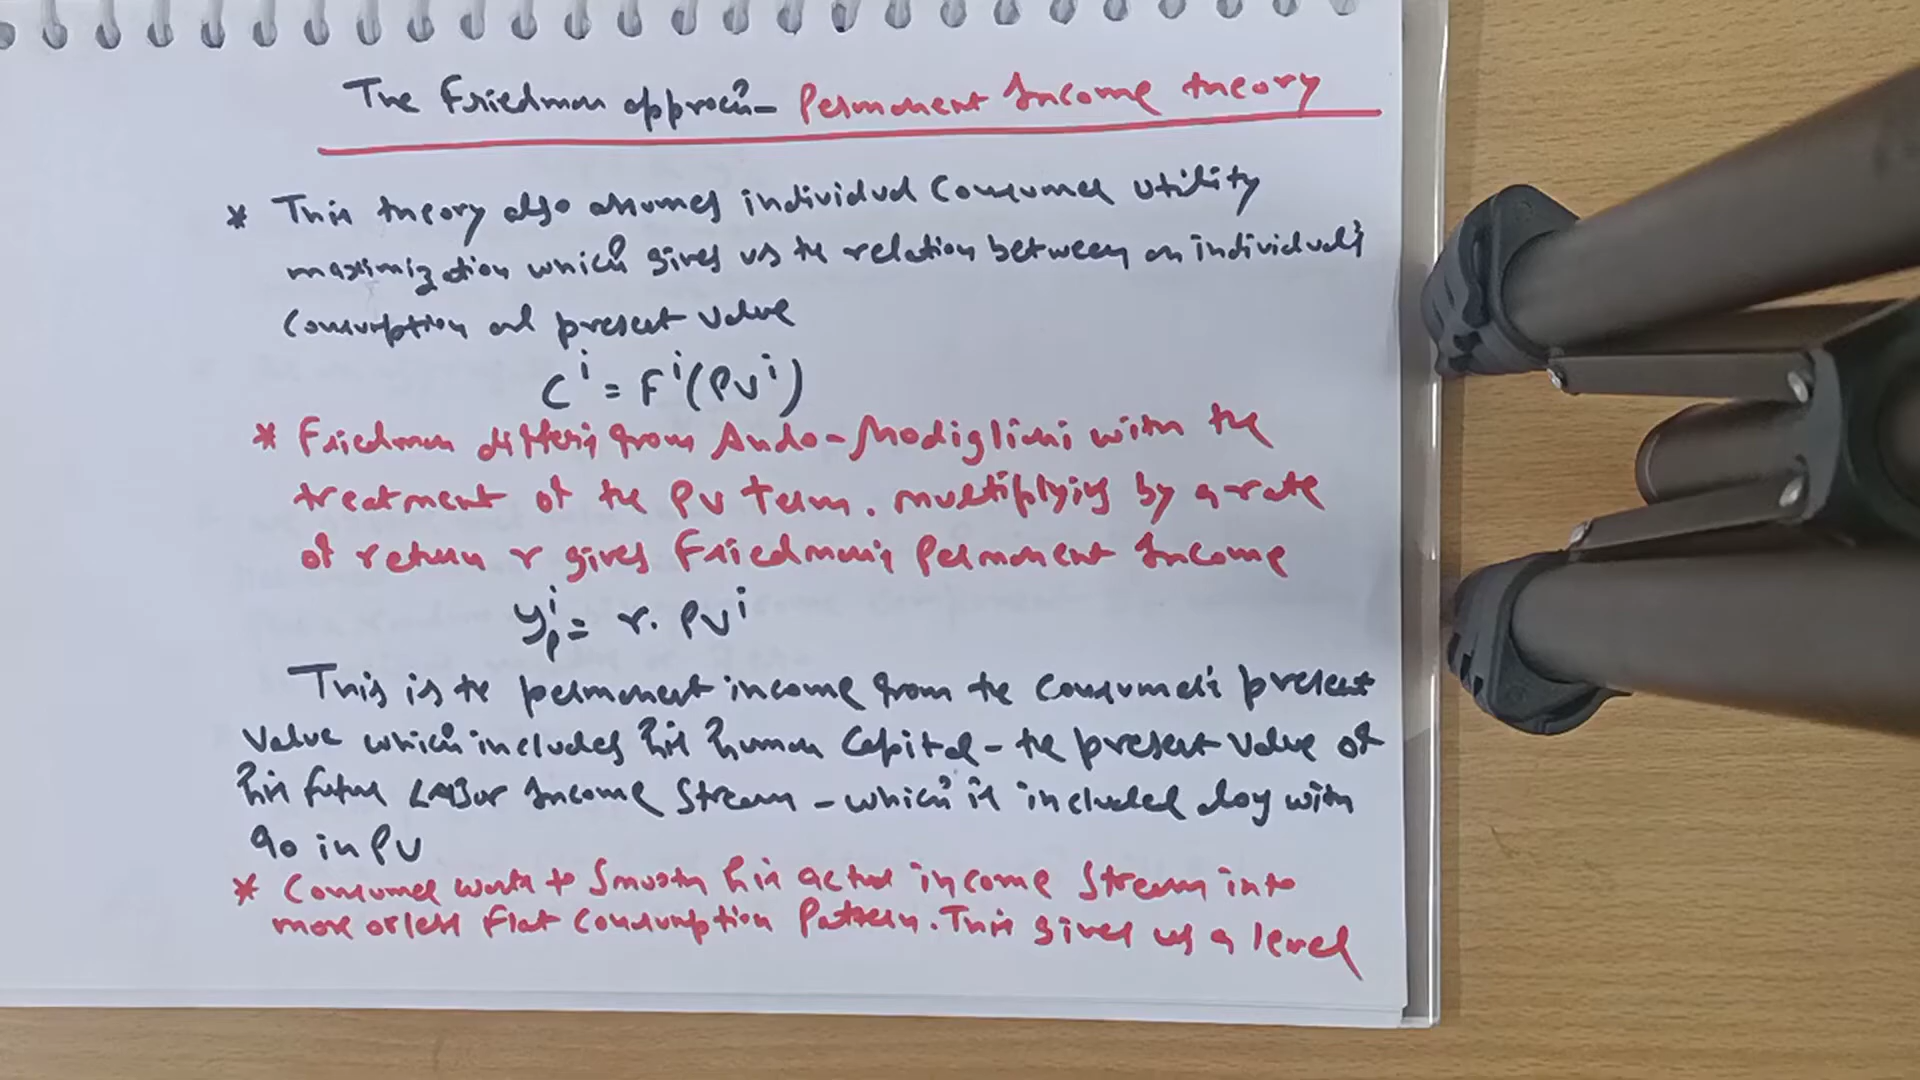 The Friedman approch - Permanent Income theory
* This theory also assumes individual Consumer utility
maximization which gives us the relation between an individual's
Consumption and present value
C^i = F^i(PV^i)
* Friedman differs from Ando-Modigliani with the
treatment of the PV term. multiplying by a rate
of return r gives Friedman's Permanent Income
y_p^i = r. PV^i
This is the permanent income from the Consumer's present
value which includes his human Capital - the present value of
his future Labor Income Stream - which is included along with
a0 in PV
* Consumer wants to Smooth his actual income Stream into
more or less flat Consumption Pattern. This gives us a level